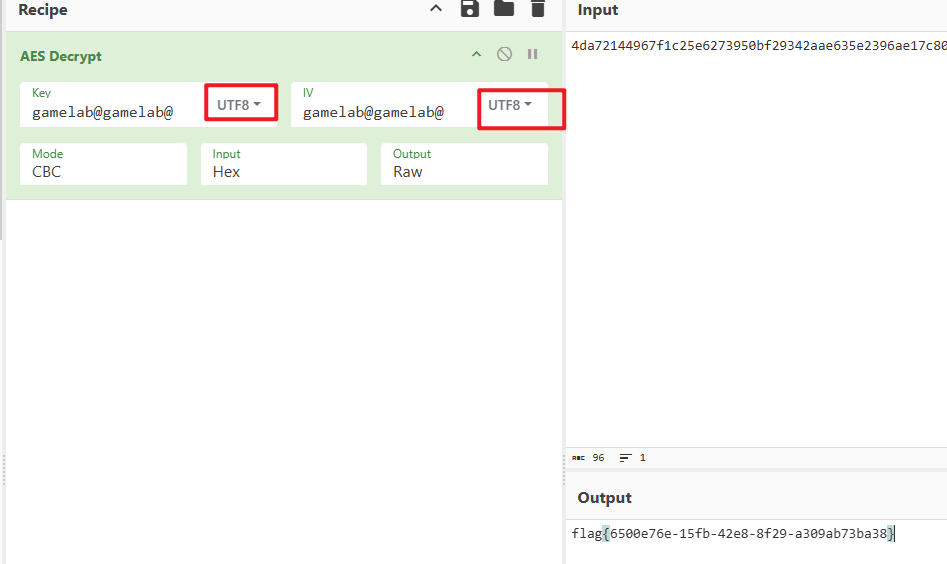 Recipe
AES Decrypt
Key
gamelab@gamelab@
UTF8
IV
gamelab@gamelab@
UTF8
Mode
CBC
Input
Hex
Output
Raw
Input
4da72144967f1c25e6273950bf29342aae635e2396ae17c80
ABC 96 1
Output
flag{6500e76e-15fb-42e8-8f29-a309ab73ba38}